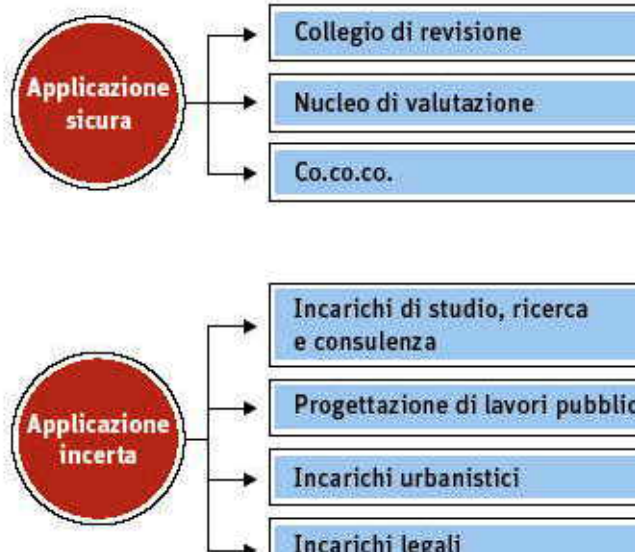 Applicazione
sicura
Collegio di revisione
Nucleo di valutazione
Co.co.co.
Applicazione
incerta
Incarichi di studio, ricerca
e consulenza
Progettazione di lavori
Incarichi urbanistici
Incarichi legali